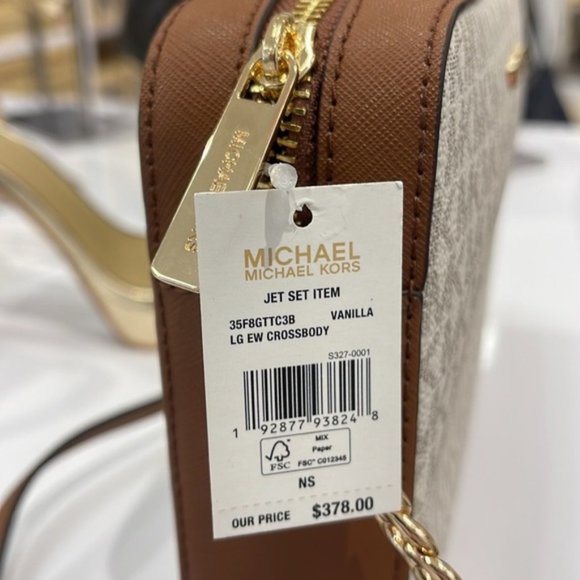 MICHAEL
MICHAEL KORS
JET SET ITEM
35F8GTTC3B VANILLA
LG EW CROSSBODY
S327-0001
1 92877 93824 8
FSC
MIX
Paper
FSC™ C012345
NS
OUR PRICE $378.00